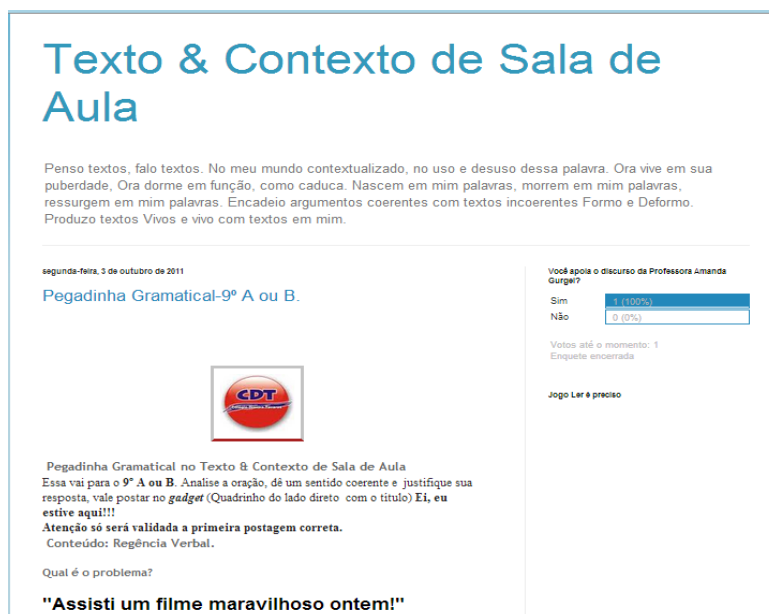 Texto & Contexto de Sala de
Aula
Penso textos, falo textos. No meu mundo contextualizado, no uso e desuso dessa palavra. Ora vive em sua
puberdade, Ora dorme em função, como caduca. Nascem em mim palavras, morrem em mim palavras,
ressurgem em mim palavras. Encadeio argumentos coerentes com textos incoerentes Formo e Deformo.
Produzo textos Vivos e vivo com textos em mim.
segunda-feira, 3 de outubro de 2011
Pegadinha Gramatical-9º A ou B.
CDT
Pegadinha Gramatical no Texto & Contexto de Sala de Aula
Essa vai para o 9º A ou B. Analise a oração, dê um sentido coerente e justifique sua
resposta, vale postar no gadget (Quadrinho do lado direto com o titulo) Ei, eu
estive aqui!!!
Atenção só será validada a primeira postagem correta.
Conteúdo: Regência Verbal.
Qual é o problema?
"Assisti um filme maravilhoso ontem!"
Você apoia o discurso da Professora Amanda
Gurgel?
Sim 1 (100%)
Não 0 (0%)
Votos até o momento: 1
Enquete encerrada
Jogo Ler é preciso